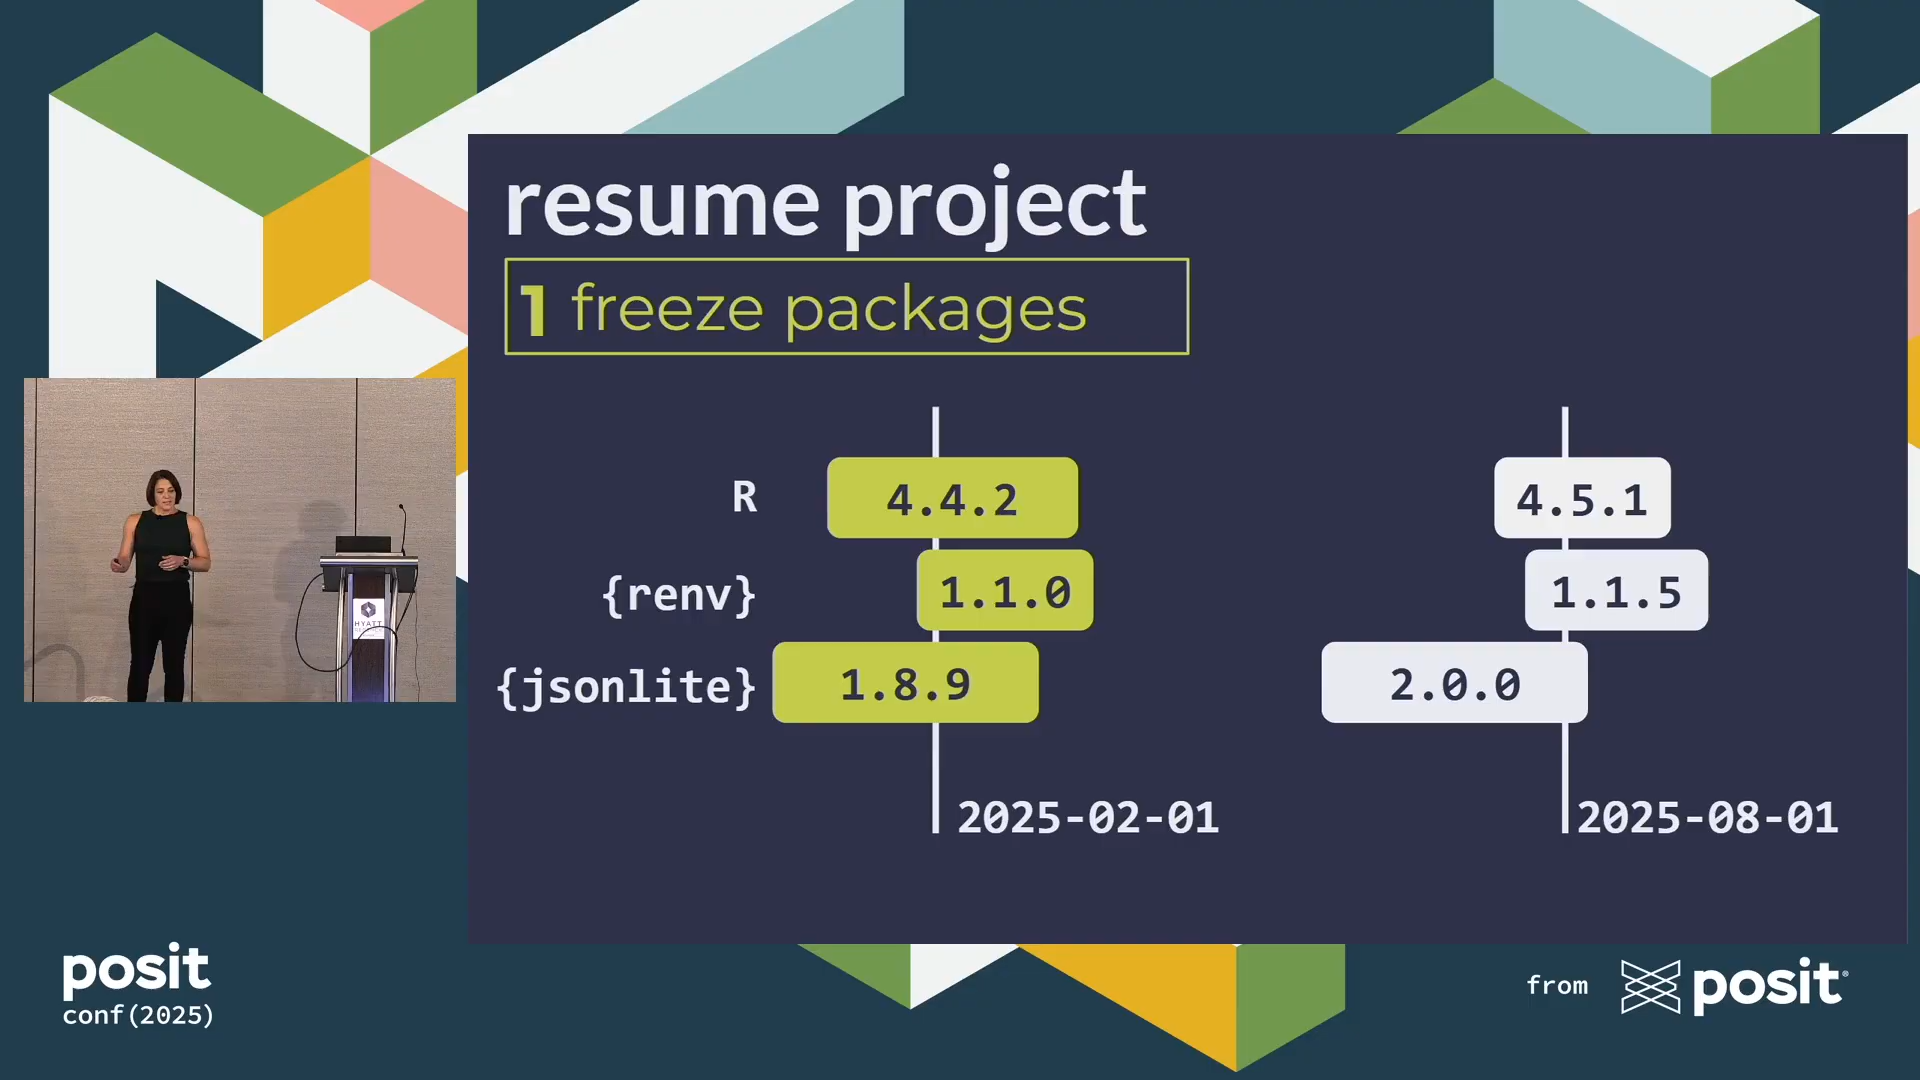 resume project
1 freeze packages
R 4.4.2 4.5.1
{renv} 1.1.0 1.1.5
{jsonlite} 1.8.9 2.0.0
2025-02-01 2025-08-01
HYATT
posit
conf(2025)
from posit